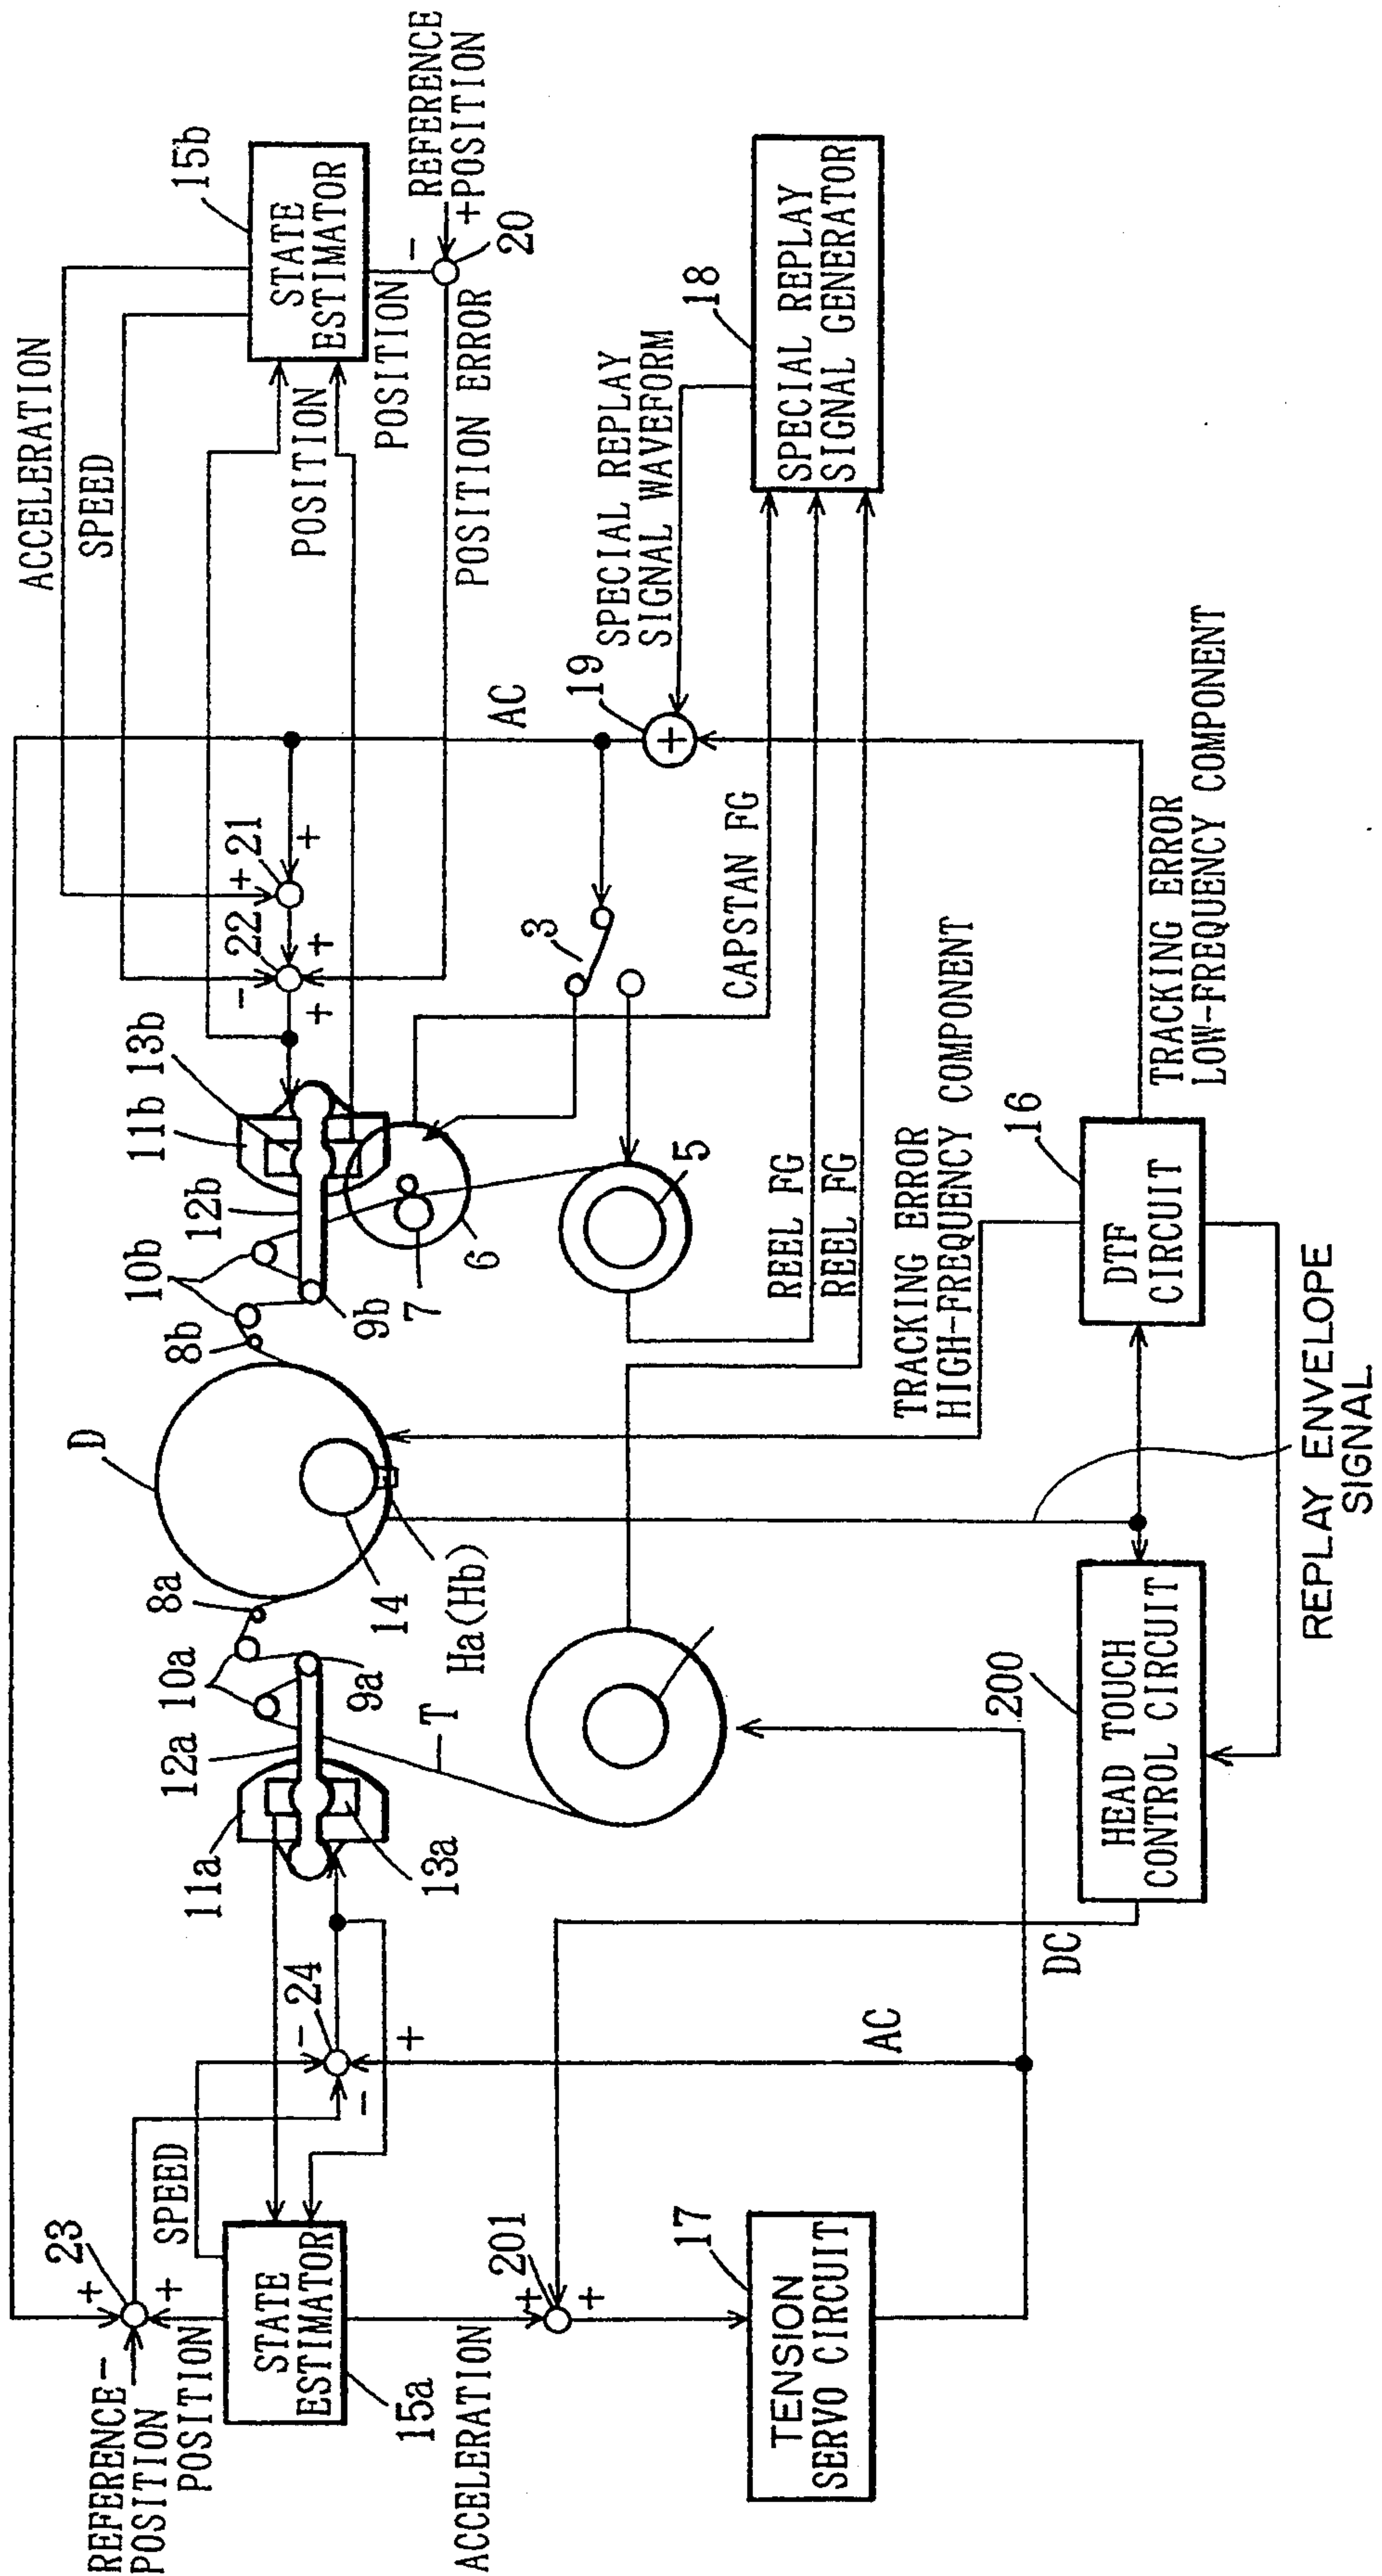 REFERENCE-
POSITION
POSITION
+
23
+
SPEED
STATE
ESTIMATOR
15a
ACCELERATION
201
+
+
17
TENSION
SERVO CIRCUIT
-
24
-
+
AC
DC
11a
12a
10a
8a
13a
9a
T
D
14
Ha(Hb)
200
HEAD TOUCH
CONTROL CIRCUIT
REPLAY ENVELOPE
SIGNAL
8b
10b
12b
11b
13b
9b
7
6
5
3
REEL FG
REEL FG
CAPSTAN FG
TRACKING ERROR
HIGH-FREQUENCY COMPONENT
16
DTF
CIRCUIT
TRACKING ERROR
LOW-FREQUENCY COMPONENT
-
22
+
+
+
21
+
AC
19
+
SPECIAL REPLAY
SIGNAL WAVEFORM
18
SPECIAL REPLAY
SIGNAL GENERATOR
ACCELERATION
SPEED
POSITION
POSITION
POSITION ERROR
15b
STATE
ESTIMATOR
-
20
REFERENCE
+POSITION